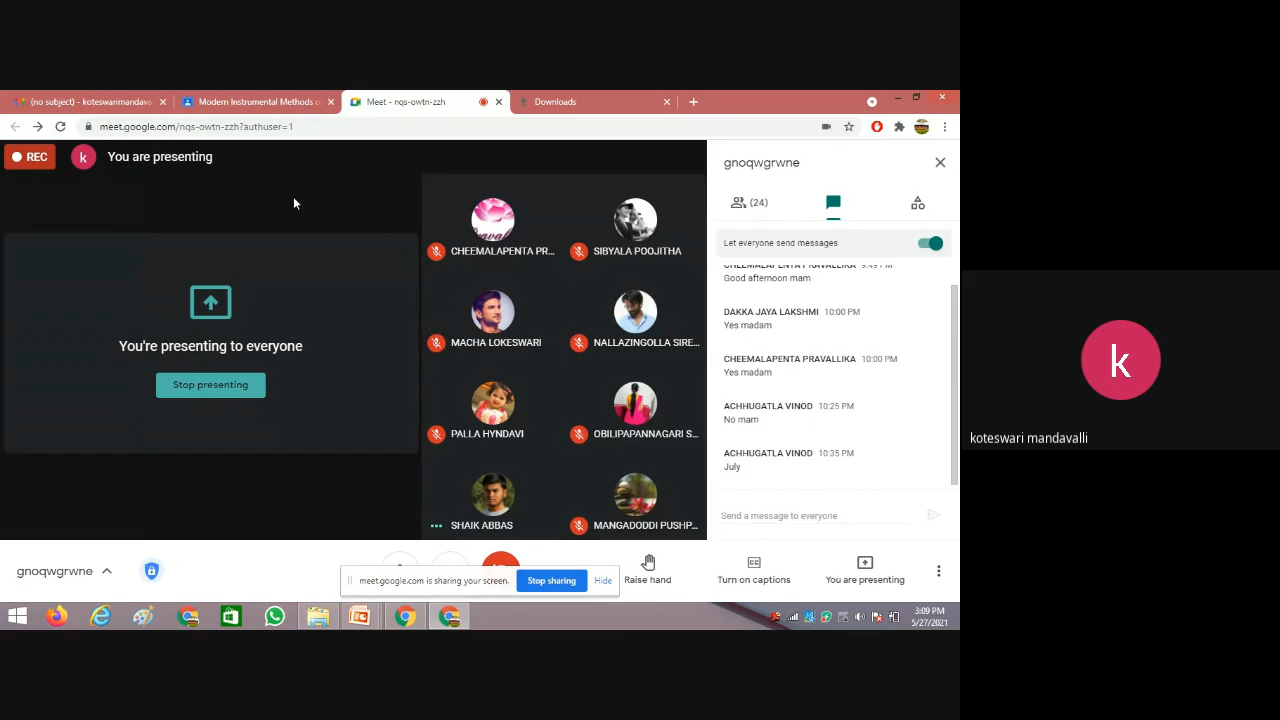 (no subject) - koteswarimandava
Modern Instrumental Methods o
Meet - nqs-owtn-zzh
Downloads
meet.google.com/nqs-owtn-zzh?authuser=1
REC
k
You are presenting
gnoqwgrwne
(24)
Let everyone send messages
CHEEMALAPENTA PRAVALLIKA 9:49 PM
Good afternoon mam
DAKKA JAYA LAKSHMI 10:00 PM
Yes madam
CHEEMALAPENTA PRAVALLIKA 10:00 PM
Yes madam
ACHHUGATLA VINOD 10:25 PM
No mam
ACHHUGATLA VINOD 10:35 PM
July
Send a message to everyone
You're presenting to everyone
Stop presenting
CHEEMALAPENTA PR...
SIBYALA POOJITHA
MACHA LOKESWARI
NALLAZINGOLLA SIRE...
PALLA HYNDAVI
OBILIPAPANNAGARI S...
SHAIK ABBAS
MANGADODDI PUSHP...
k
koteswari mandavalli
gnoqwgrwne
meet.google.com is sharing your screen.
Stop sharing
Hide
Raise hand
Turn on captions
You are presenting
3:09 PM
5/27/2021